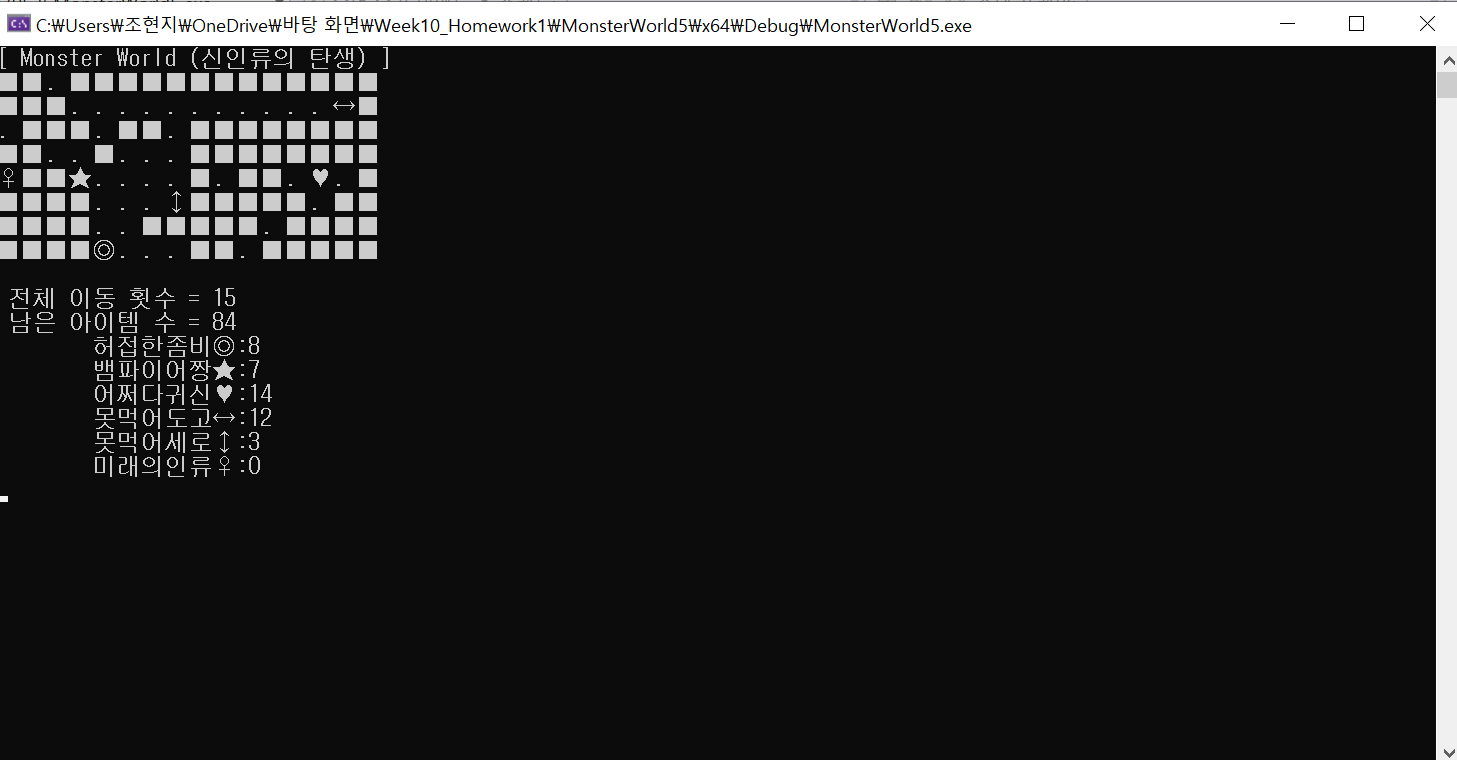 C:\Users\조현지\OneDrive\바탕 화면\Week10_Homework1\MonsterWorld5\x64\Debug\MonsterWorld5.exe
[ Monster World (신인류의 탄생) ]
■■. ■■■■■■■■■■■■■
■■■. . . . . . . . . . . ↔■
. ■■■. ■■. ■■■■■■■■
■■. . ■. . . ■■■■■■■■
♀■■★. . . . ■. ■■. ♥. ■
■■■■. . . ↕■■■■■. ■■
■■■■. . ■■■■■. ■■■■
■■■■◎. . . ■■. ■■■■■
전체 이동 횟수 = 15
남은 아이템 수 = 84
허접한좀비◎:8
뱀파이어짱★:7
어쩌다귀신♥:14
못먹어도고↔:12
못먹어세로↕:3
미래의인류♀:0